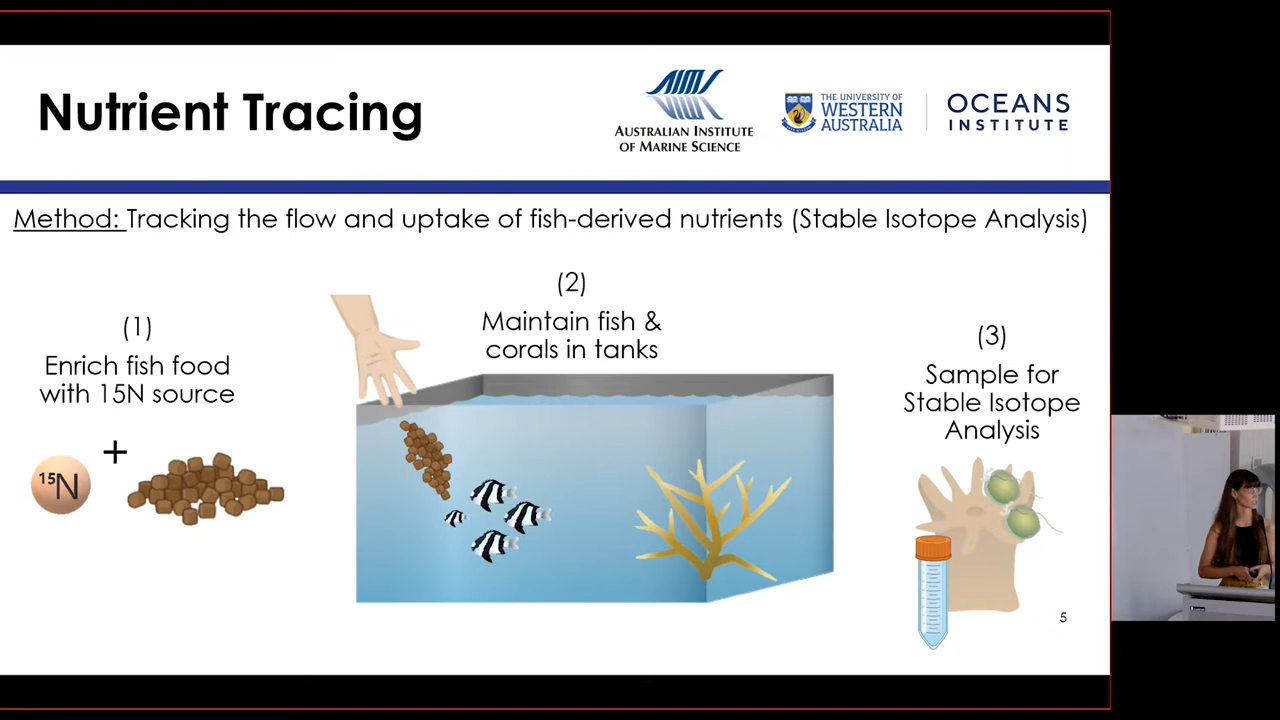 Nutrient Tracing
AIMS
AUSTRALIAN INSTITUTE
OF MARINE SCIENCE
THE UNIVERSITY OF
WESTERN
AUSTRALIA
OCEANS
INSTITUTE
Method: Tracking the flow and uptake of fish-derived nutrients (Stable Isotope Analysis)
(1)
Enrich fish food
with 15N source
+
¹⁵N
(2)
Maintain fish &
corals in tanks
(3)
Sample for
Stable Isotope
Analysis
5